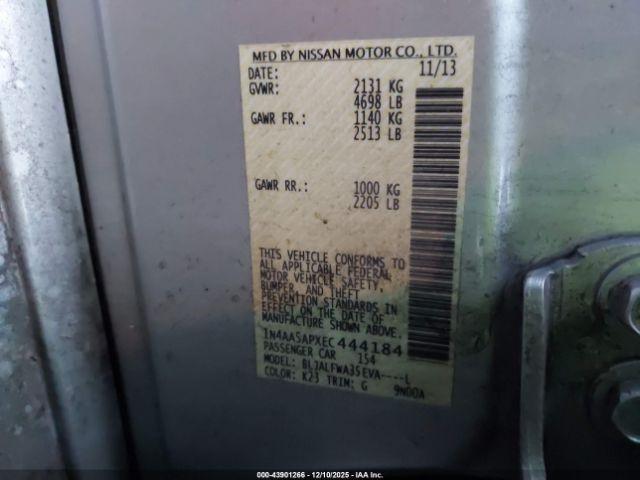 MFD BY NISSAN MOTOR CO., LTD.
DATE: 11/13
GVWR: 2131 KG
4698 LB
GAWR FR.: 1140 KG
2513 LB
GAWR RR.: 1000 KG
2205 LB
THIS VEHICLE CONFORMS TO
ALL APPLICABLE FEDERAL
MOTOR VEHICLE SAFETY,
BUMPER, AND
PREVENTION STANDARDS IN
EFFECT ON THE DATE OF
MANUFACTURE SHOWN ABOVE.
1N4AA5APXEC444184
PASSENGER CAR 154
MODEL: BLJALFWA35EVA----L
COLOR: K23 TRIM: G 9N00A
000-43901266 - 12/10/2025 - IAA Inc.